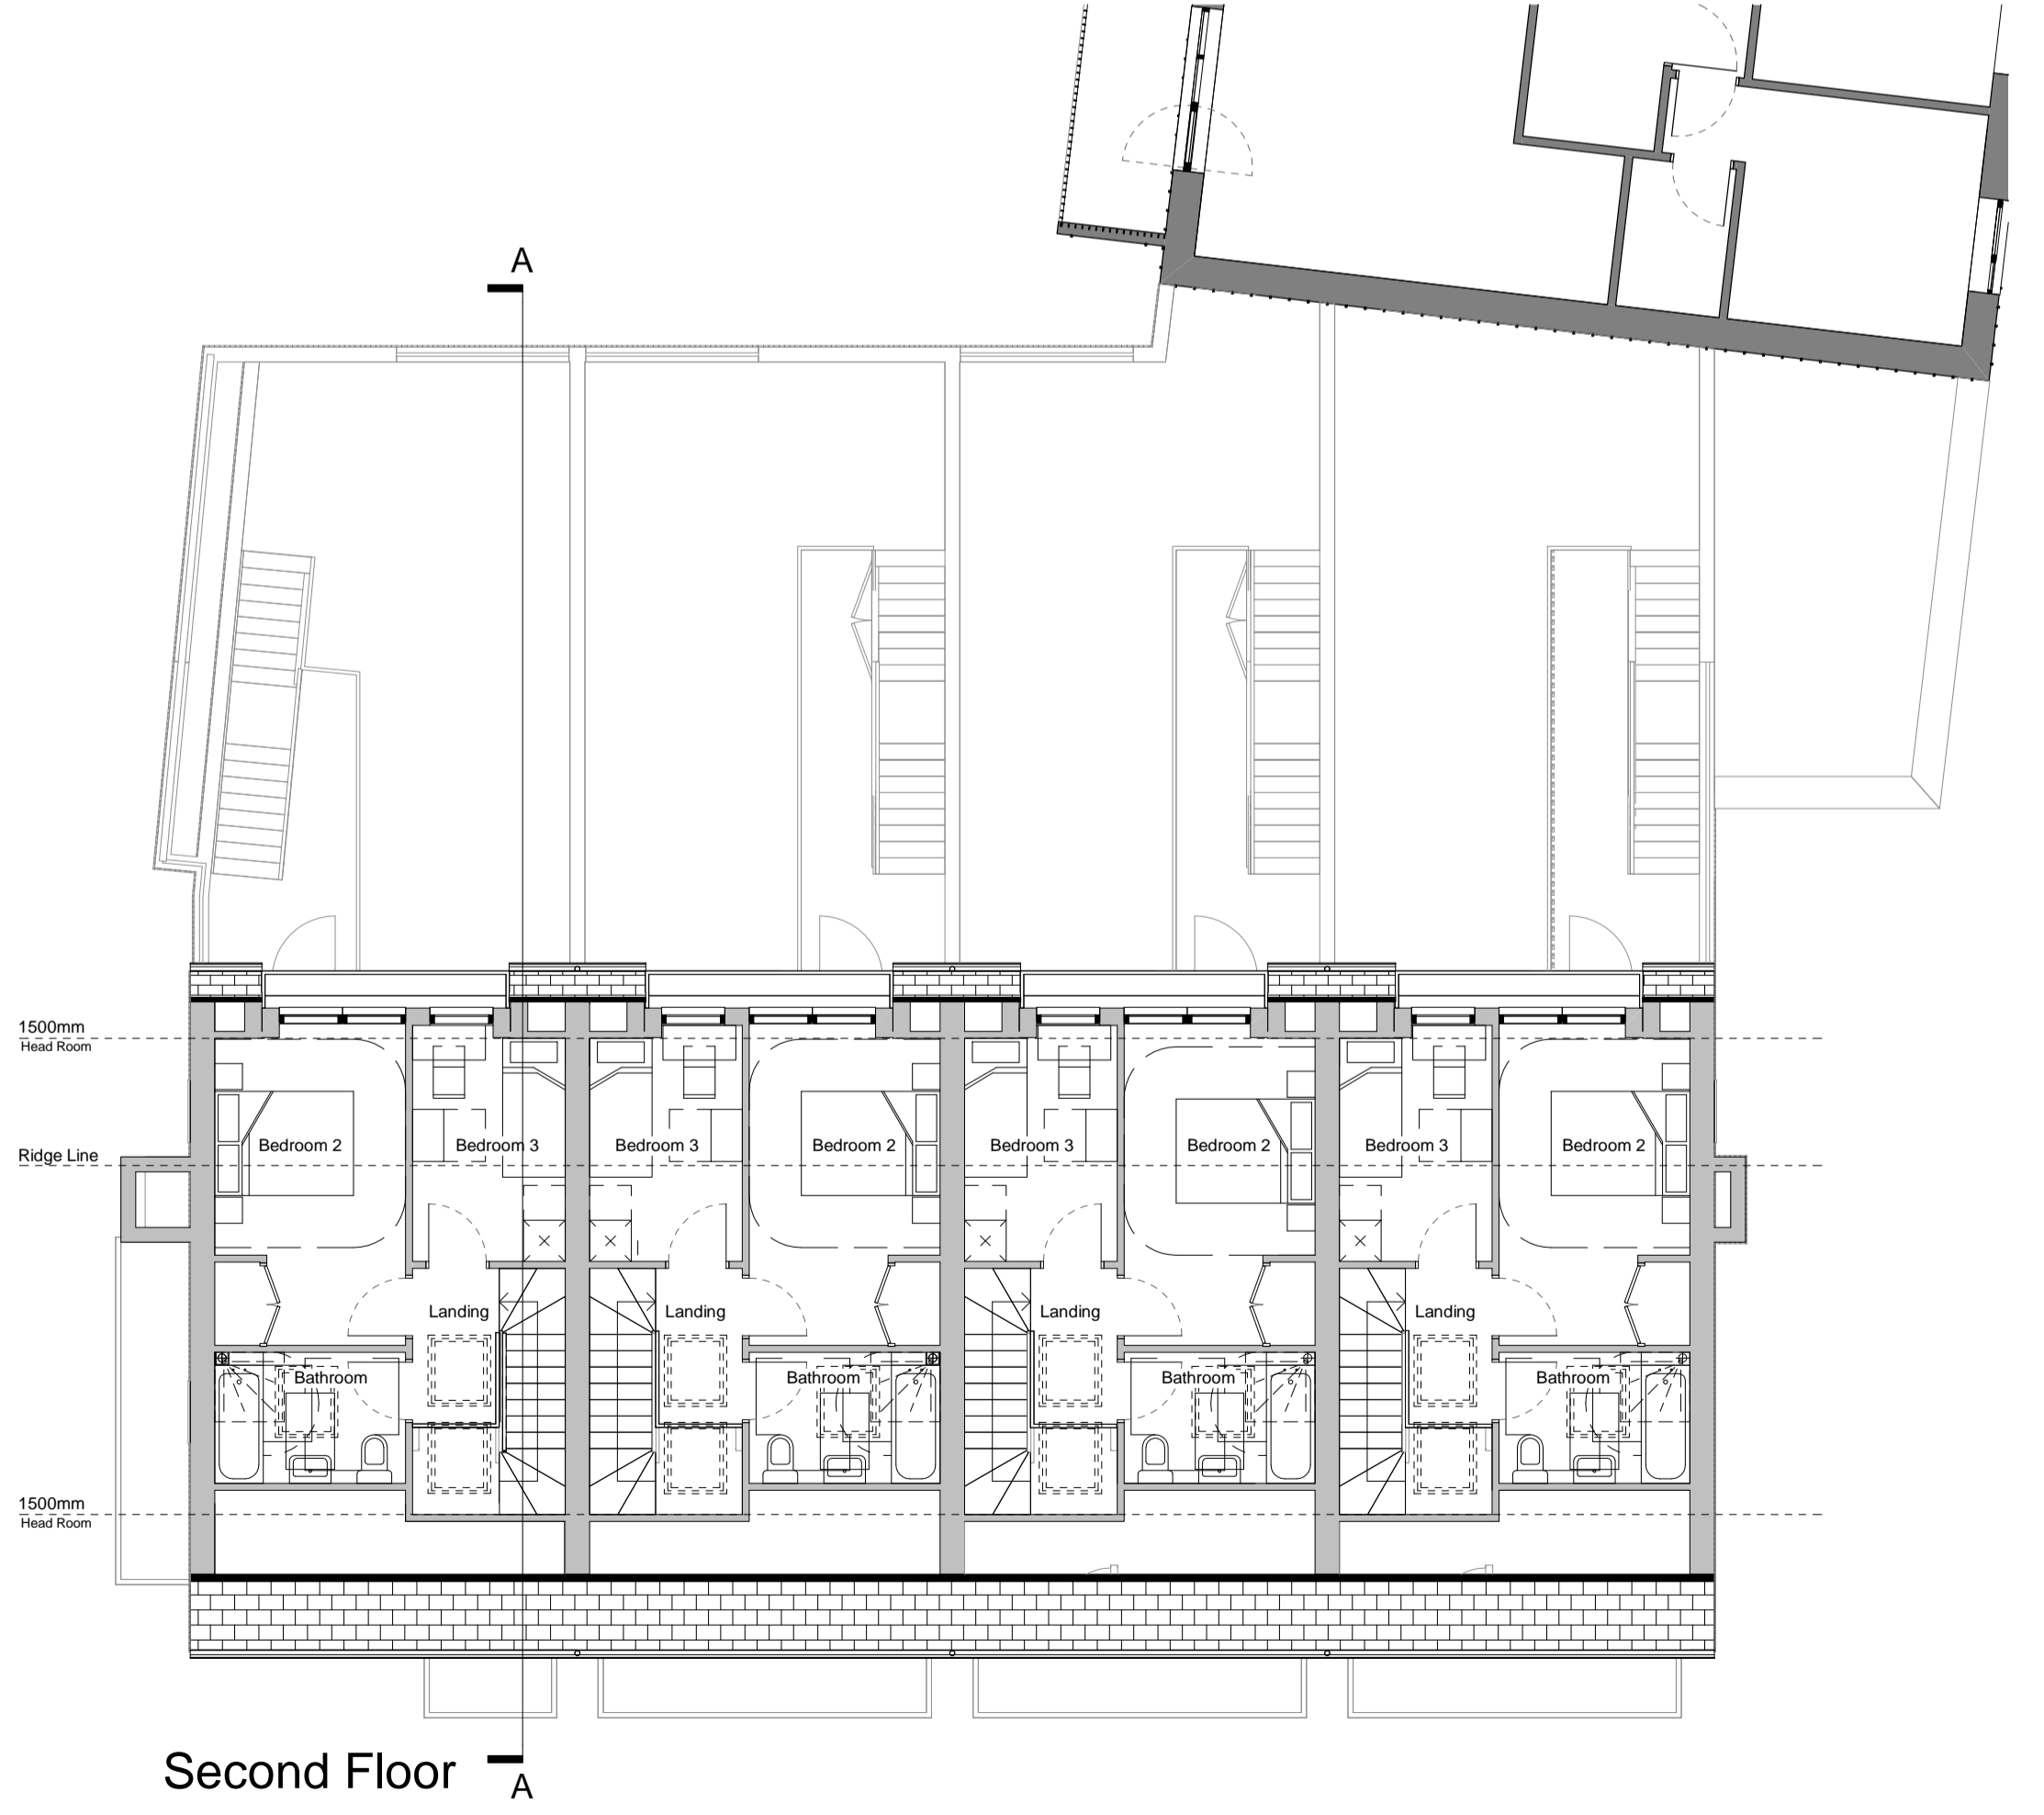 A
1500mm
Head Room
Ridge Line
Bedroom 2
Bedroom 3
Bedroom 3
Bedroom 2
Bedroom 3
Bedroom 2
Bedroom 3
Bedroom 2
Landing
Landing
Landing
Landing
Bathroom
Bathroom
Bathroom
Bathroom
1500mm
Head Room
Second Floor
A